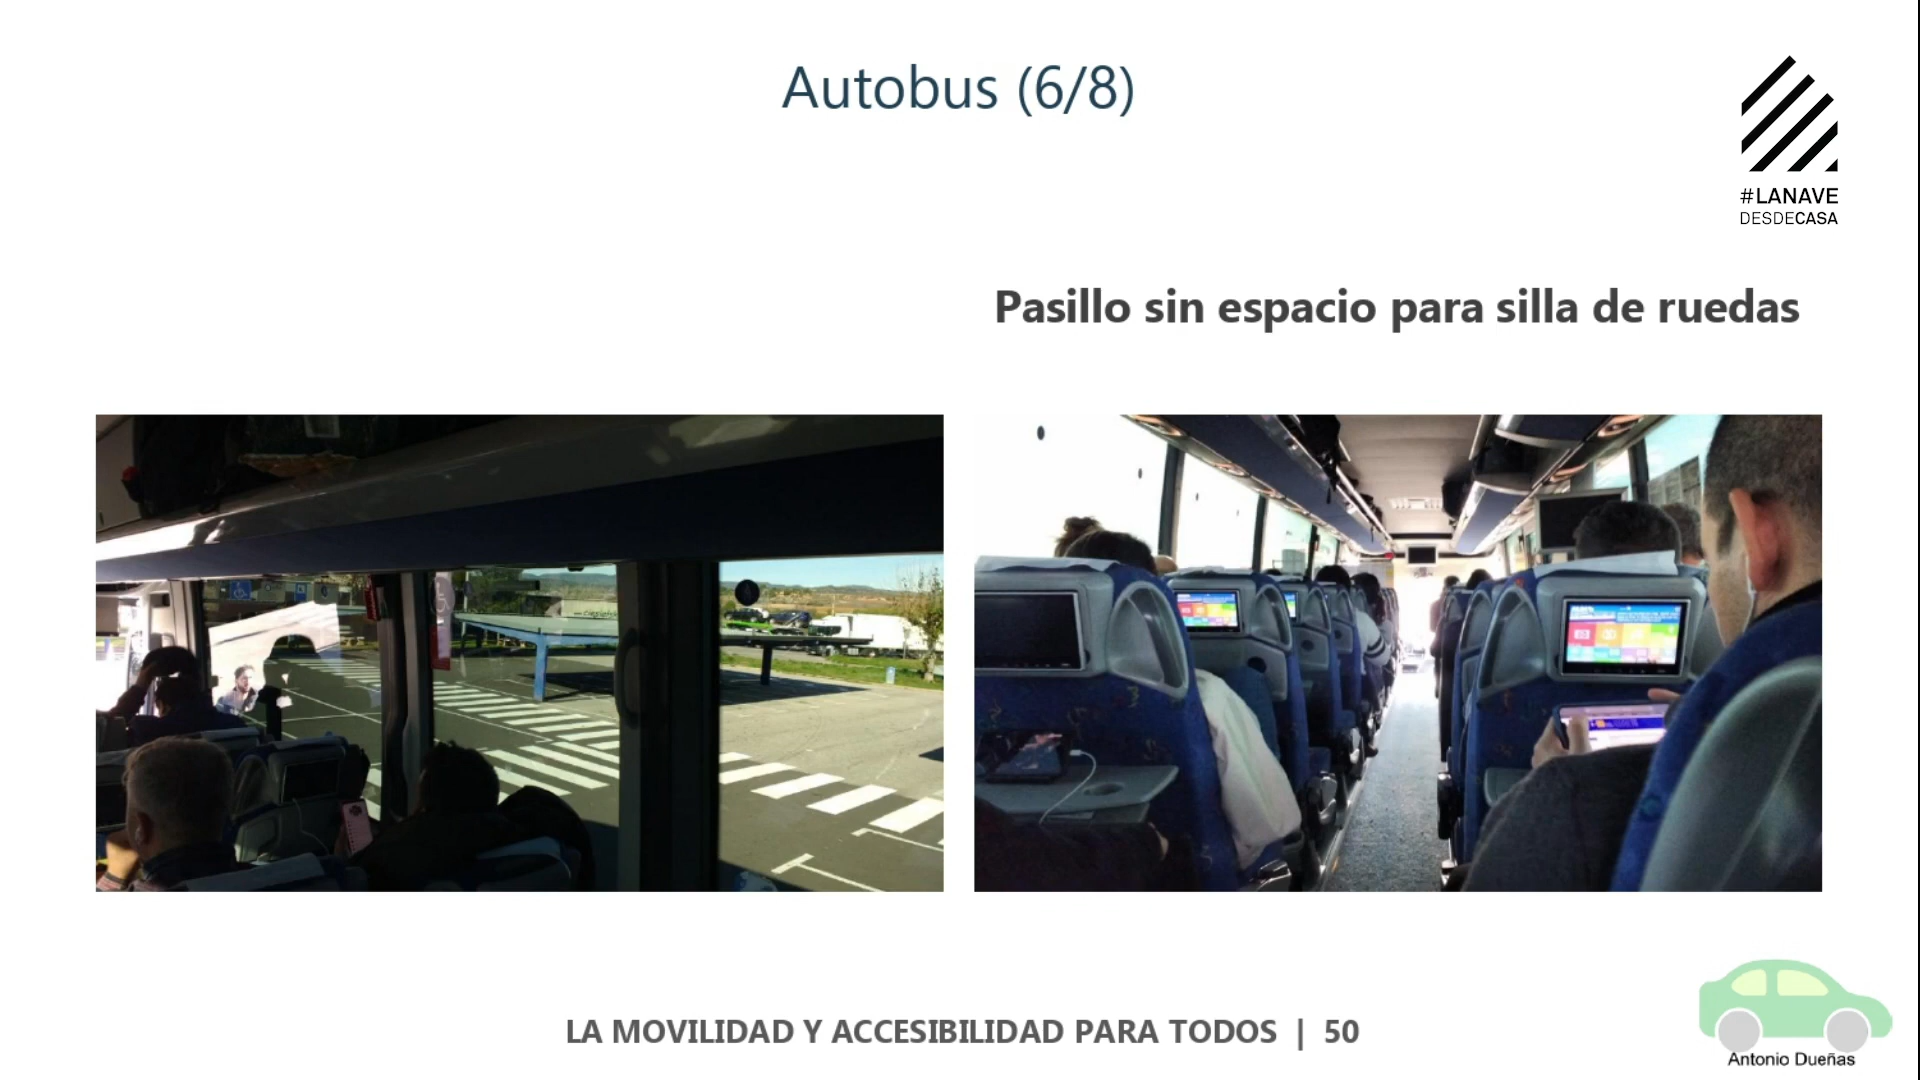 Autobus (6/8)
#LANAVE
DESDECASA
Pasillo sin espacio para silla de ruedas
LA MOVILIDAD Y ACCESIBILIDAD PARA TODOS | 50
Antonio Dueñas